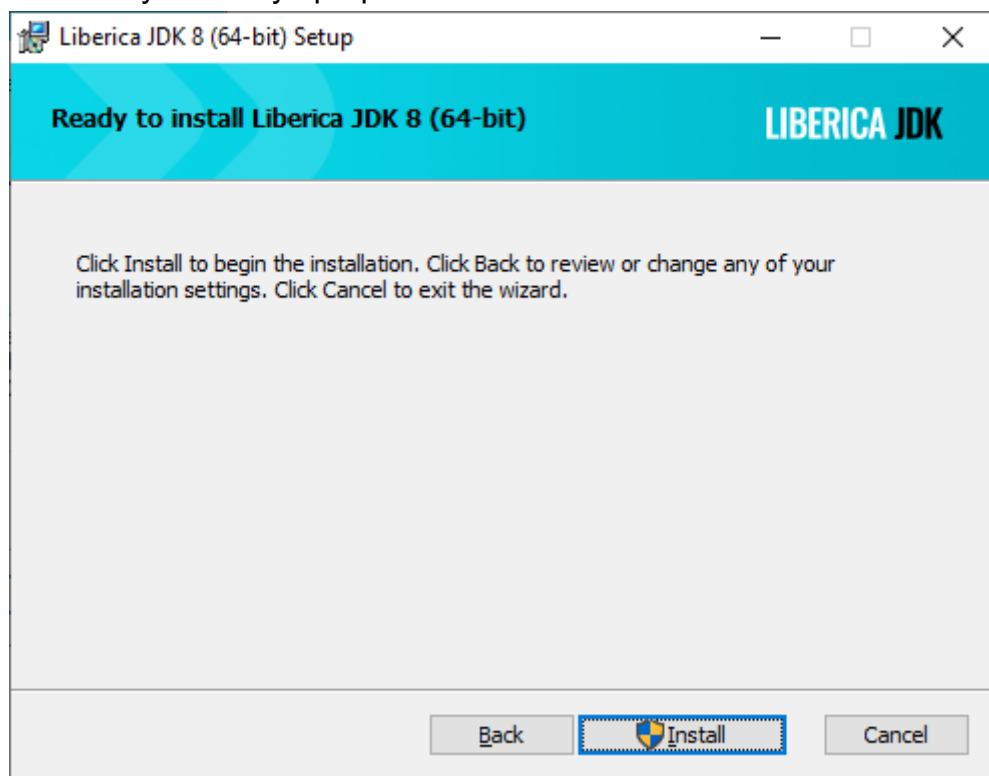 Liberica JDK 8 (64-bit) Setup
Ready to install Liberica JDK 8 (64-bit)
LIBERICA JDK
Click Install to begin the installation. Click Back to review or change any of your
installation settings. Click Cancel to exit the wizard.
Back
Install
Cancel